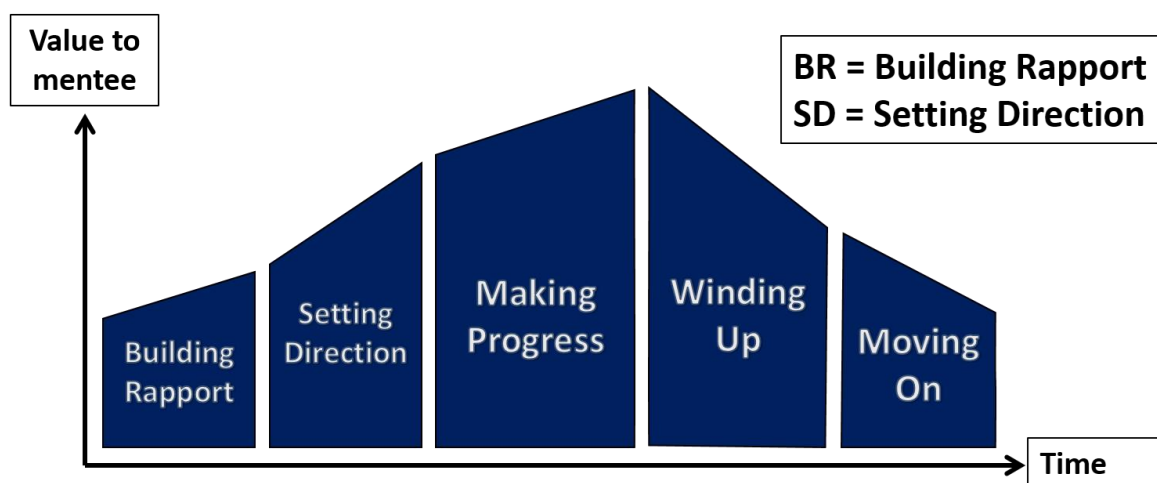 Value to
mentee
BR = Building Rapport
SD = Setting Direction
Building
Rapport
Setting
Direction
Making
Progress
Winding
Up
Moving
On
Time